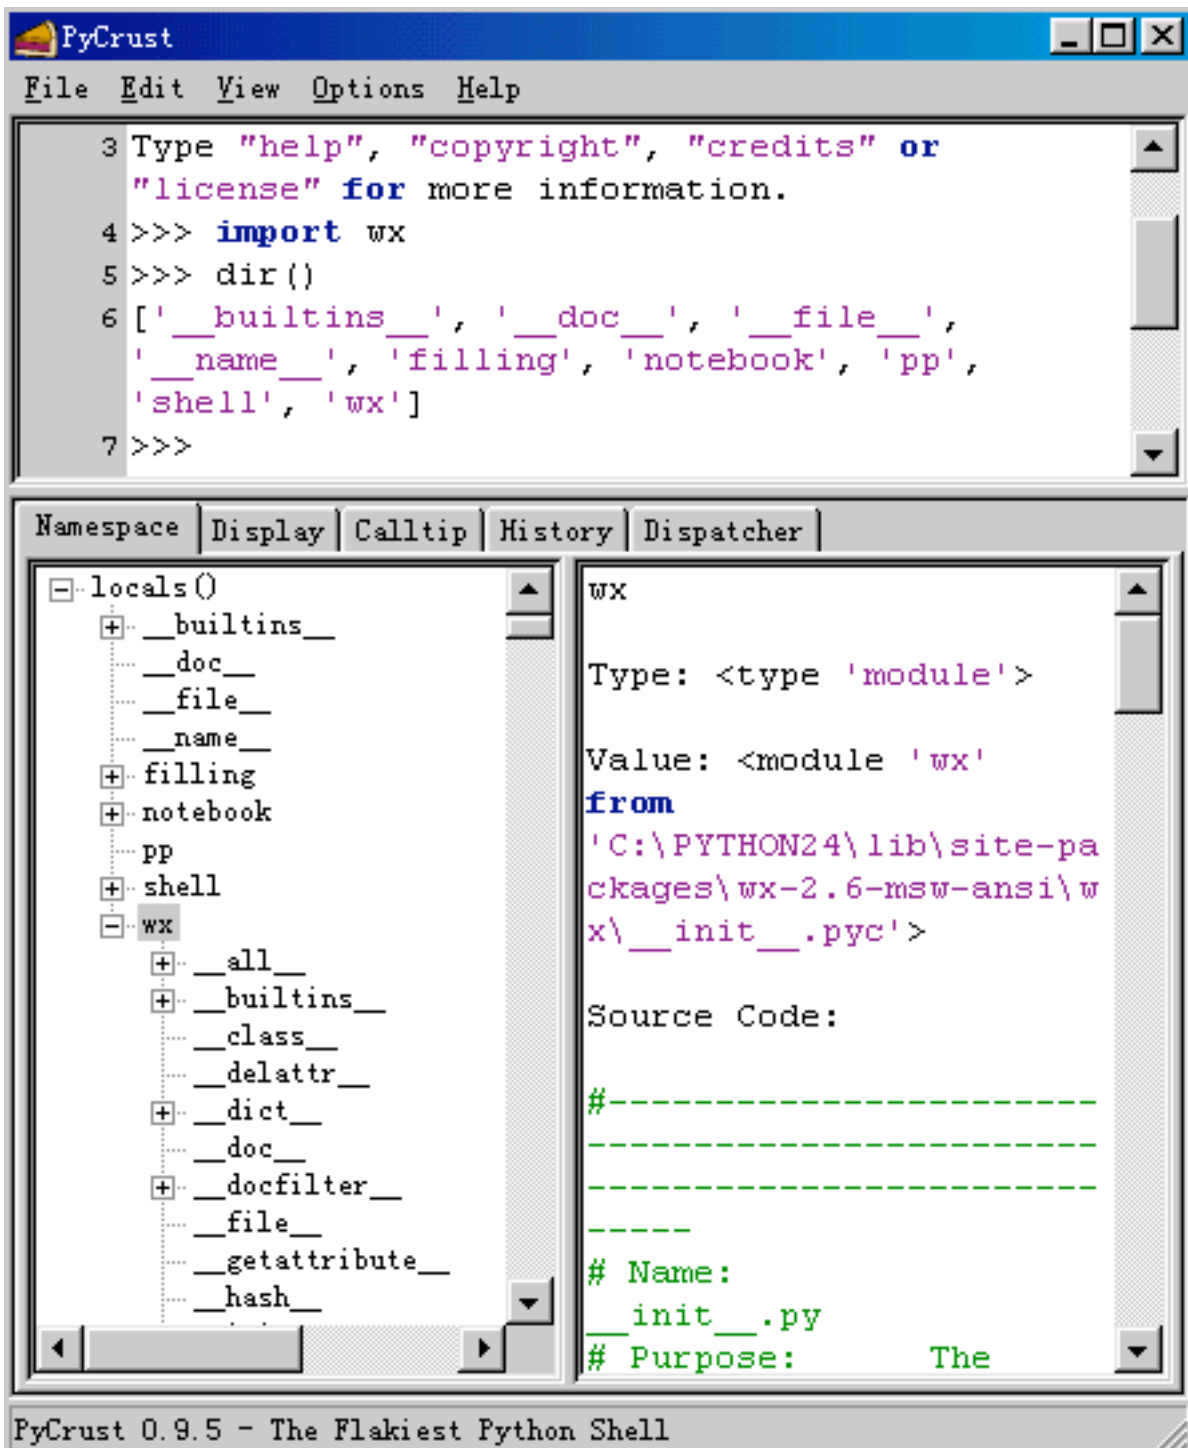 PyCrust
File Edit View Options Help
3 Type "help", "copyright", "credits" or
"license" for more information.
4 >>> import wx
5 >>> dir()
6 ['__builtins__', '__doc__', '__file__',
'__name__', 'filling', 'notebook', 'pp',
'shell', 'wx']
7 >>>
Namespace Display Calltip History Dispatcher
locals()
__builtins__
__doc__
__file__
__name__
filling
notebook
pp
shell
wx
__all__
__builtins__
__class__
__delattr__
__dict__
__doc__
__docfilter__
__file__
__getattribute__
__hash__
wx
Type: <type 'module'>
Value: <module 'wx'
from
'C:\PYTHON24\lib\site-pa
ckages\wx-2.6-msw-ansi\w
x\__init__.pyc'>
Source Code:
#-----------------------
------------------------
------------------------
-----
# Name:
__init__.py
# Purpose: The
PyCrust 0.9.5 - The Flakiest Python Shell